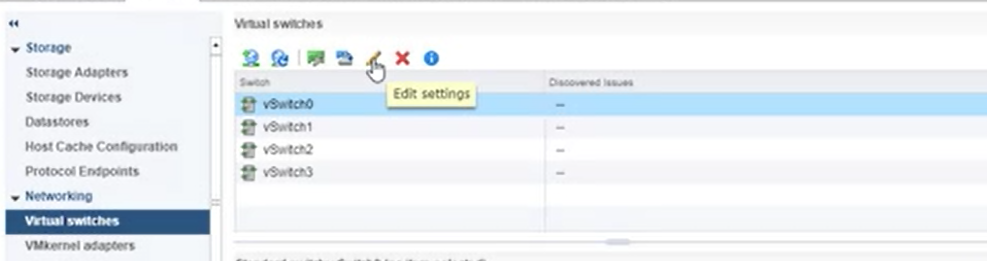 Virtual switches
Storage
Storage Adapters
Storage Devices
Datastores
Host Cache Configuration
Protocol Endpoints
Networking
Virtual switches
VMkernel adapters
Switch
Discovered Issues
Edit settings
vSwitch0
--
vSwitch1
--
vSwitch2
--
vSwitch3
--